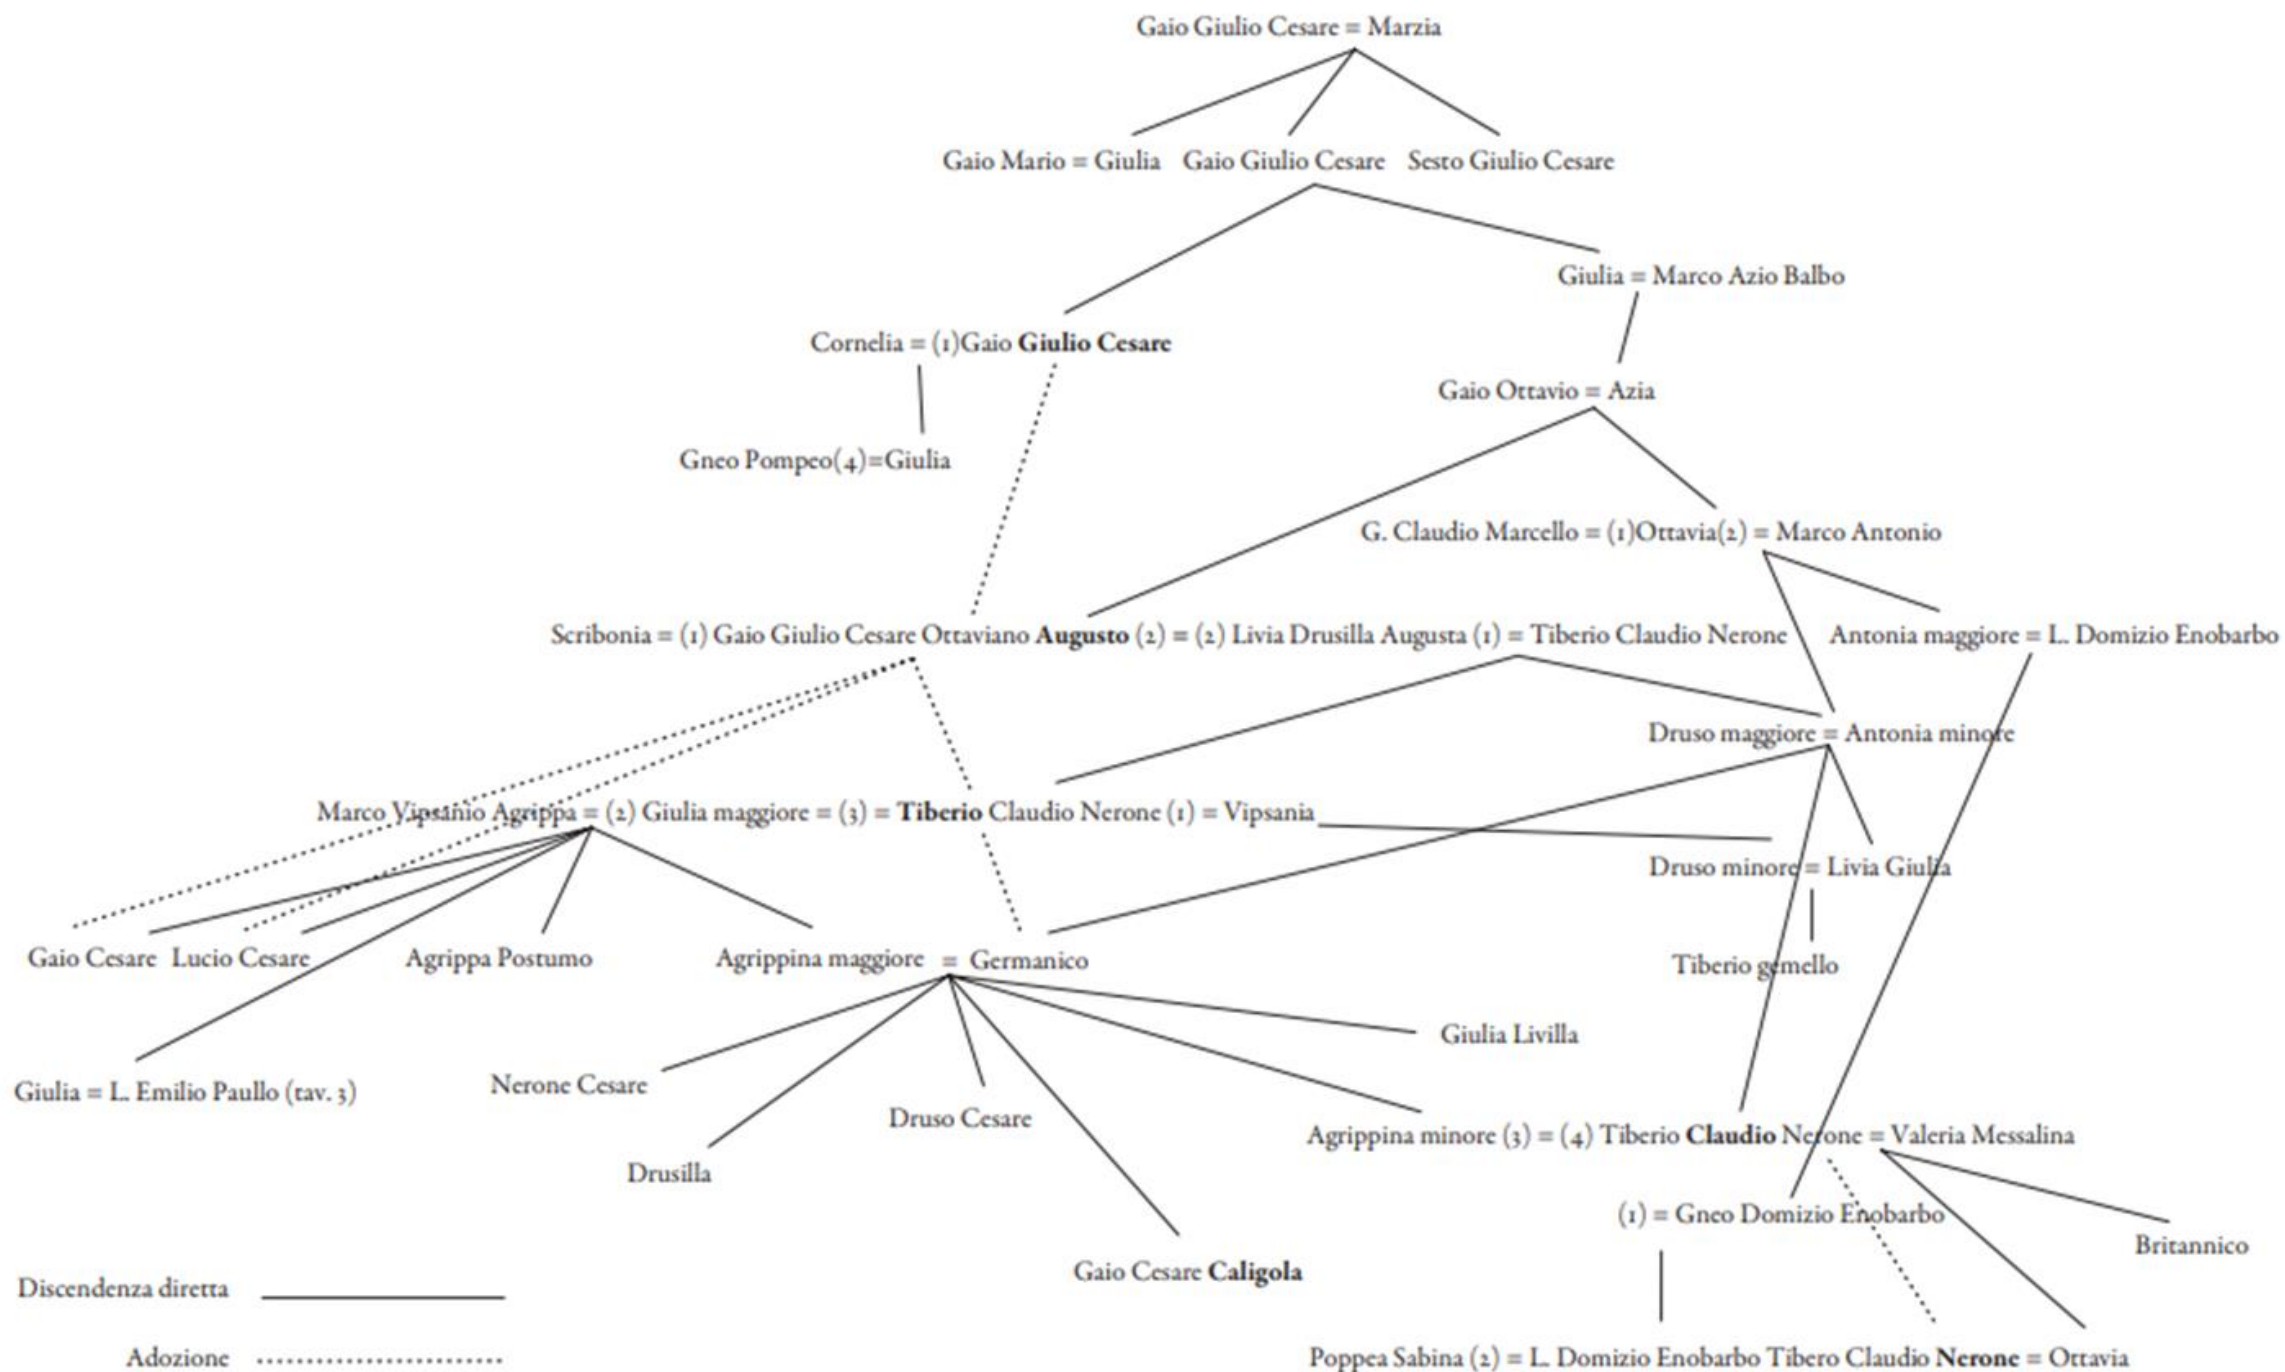 Gaio Giulio Cesare = Marzia
Gaio Mario = Giulia Gaio Giulio Cesare Sesto Giulio Cesare
Giulia = Marco Azio Balbo
Cornelia = (1)Gaio Giulio Cesare
Gaio Ottavio = Azia
Gneo Pompeo(4)=Giulia
G. Claudio Marcello = (1)Ottavia(2) = Marco Antonio
Scribonia = (1) Gaio Giulio Cesare Ottaviano Augusto (2) = (2) Livia Drusilla Augusta (1) = Tiberio Claudio Nerone Antonia maggiore = L. Domizio Enobarbo
Druso maggiore = Antonia minore
Marco Vipsanio Agrippa = (2) Giulia maggiore = (3) = Tiberio Claudio Nerone (1) = Vipsania
Druso minore = Livia Giulia
Gaio Cesare Lucio Cesare Agrippa Postumo Agrippina maggiore = Germanico
Tiberio gemello
Giulia Livilla
Giulia = L. Emilio Paullo (tav. 3)
Nerone Cesare
Druso Cesare
Agrippina minore (3) = (4) Tiberio Claudio Nerone = Valeria Messalina
Drusilla
(1) = Gneo Domizio Enobarbo
Britannico
Gaio Cesare Caligola
Discendenza diretta
Adozione
Poppea Sabina (2) = L. Domizio Enobarbo Tibero Claudio Nerone = Ottavia